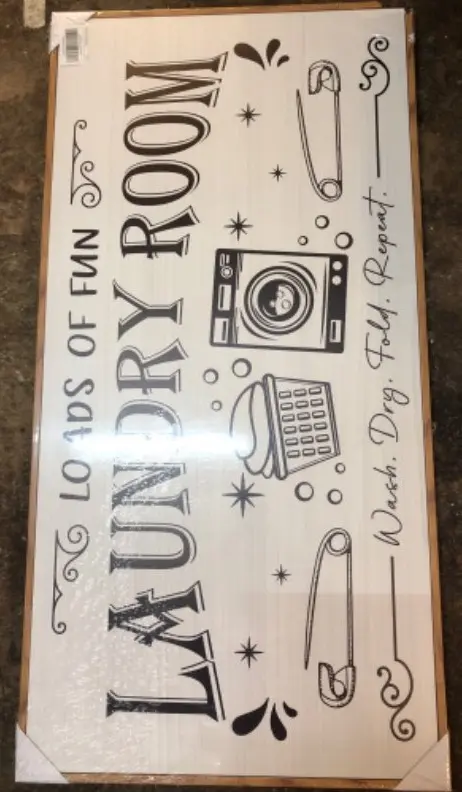 LOADS OF FUN
LAUNDRY ROOM
Wash. Dry. Fold. Repeat.